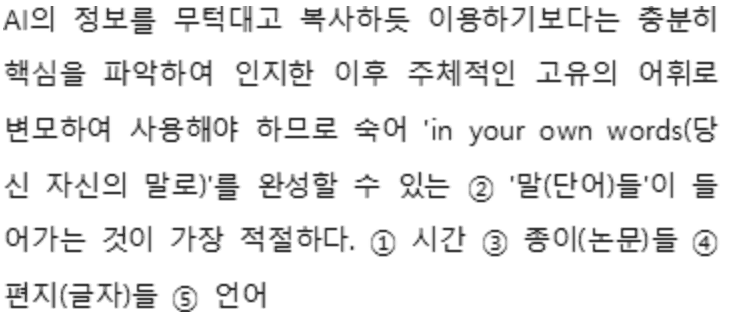 AI의 정보를 무턱대고 복사하듯 이용하기보다는 충분히
핵심을 파악하여 인지한 이후 주체적인 고유의 어휘로
변모하여 사용해야 하므로 숙어 'in your own words(당
신 자신의 말로)'를 완성할 수 있는 ② '말(단어)들'이 들
어가는 것이 가장 적절하다. ① 시간 ③ 종이(논문)들 ④
편지(글자)들 ⑤ 언어